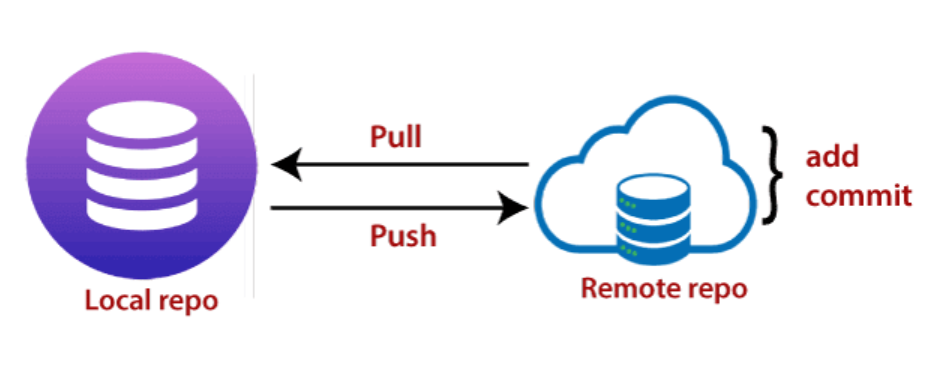 Pull
Push
Local repo
Remote repo
add
commit